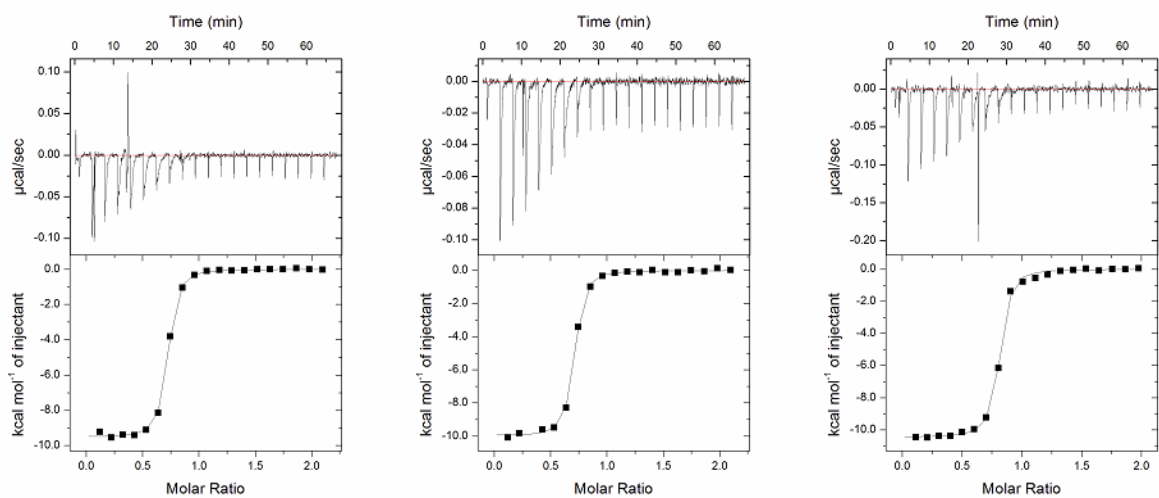 Time (min)
0 10 20 30 40 50 60
0.10
0.05
0.00
-0.05
-0.10
µcal/sec
0.0
-2.0
-4.0
-6.0
-8.0
-10.0
kcal mol⁻¹ of injectant
0.0 0.5 1.0 1.5 2.0
Molar Ratio
Time (min)
0 10 20 30 40 50 60
0.00
-0.02
-0.04
-0.06
-0.08
-0.10
µcal/sec
0.0
-2.0
-4.0
-6.0
-8.0
-10.0
kcal mol⁻¹ of injectant
0.0 0.5 1.0 1.5 2.0
Molar Ratio
Time (min)
0 10 20 30 40 50 60
0.00
-0.05
-0.10
-0.15
-0.20
µcal/sec
0.0
-2.0
-4.0
-6.0
-8.0
-10.0
kcal mol⁻¹ of injectant
0.0 0.5 1.0 1.5 2.0
Molar Ratio